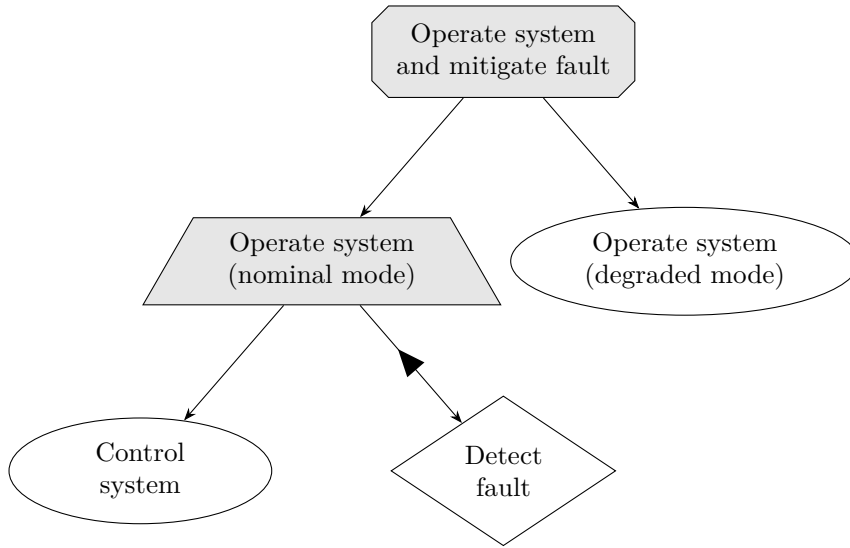 Operate system
and mitigate fault
Operate system
(nominal mode)
Operate system
(degraded mode)
Control
system
Detect
fault